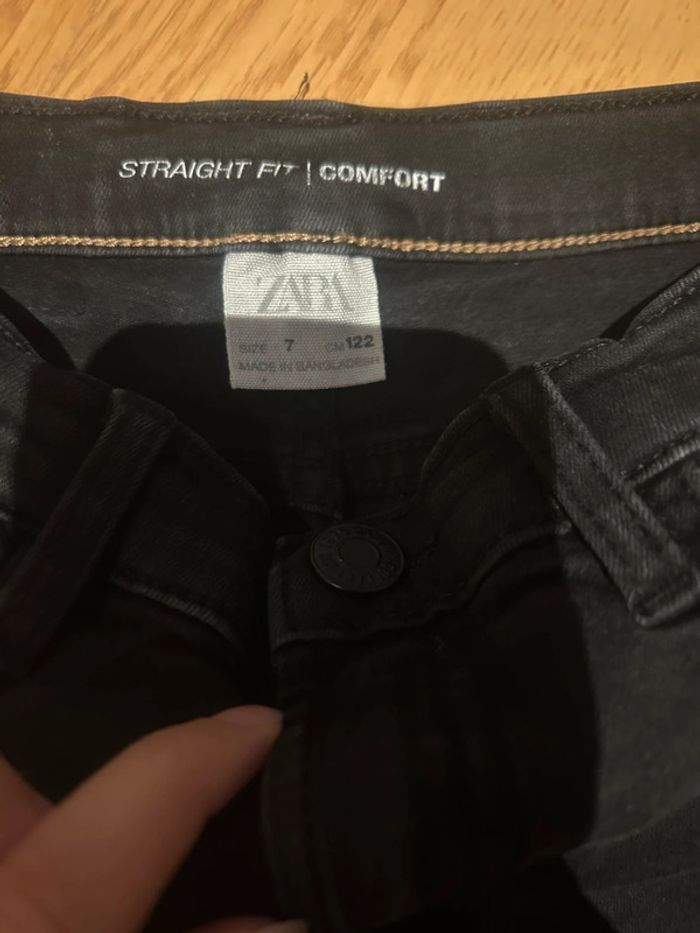 STRAIGHT FIT | COMFORT
ZARA
SIZE 7 CM 122
MADE IN BANGLADESH